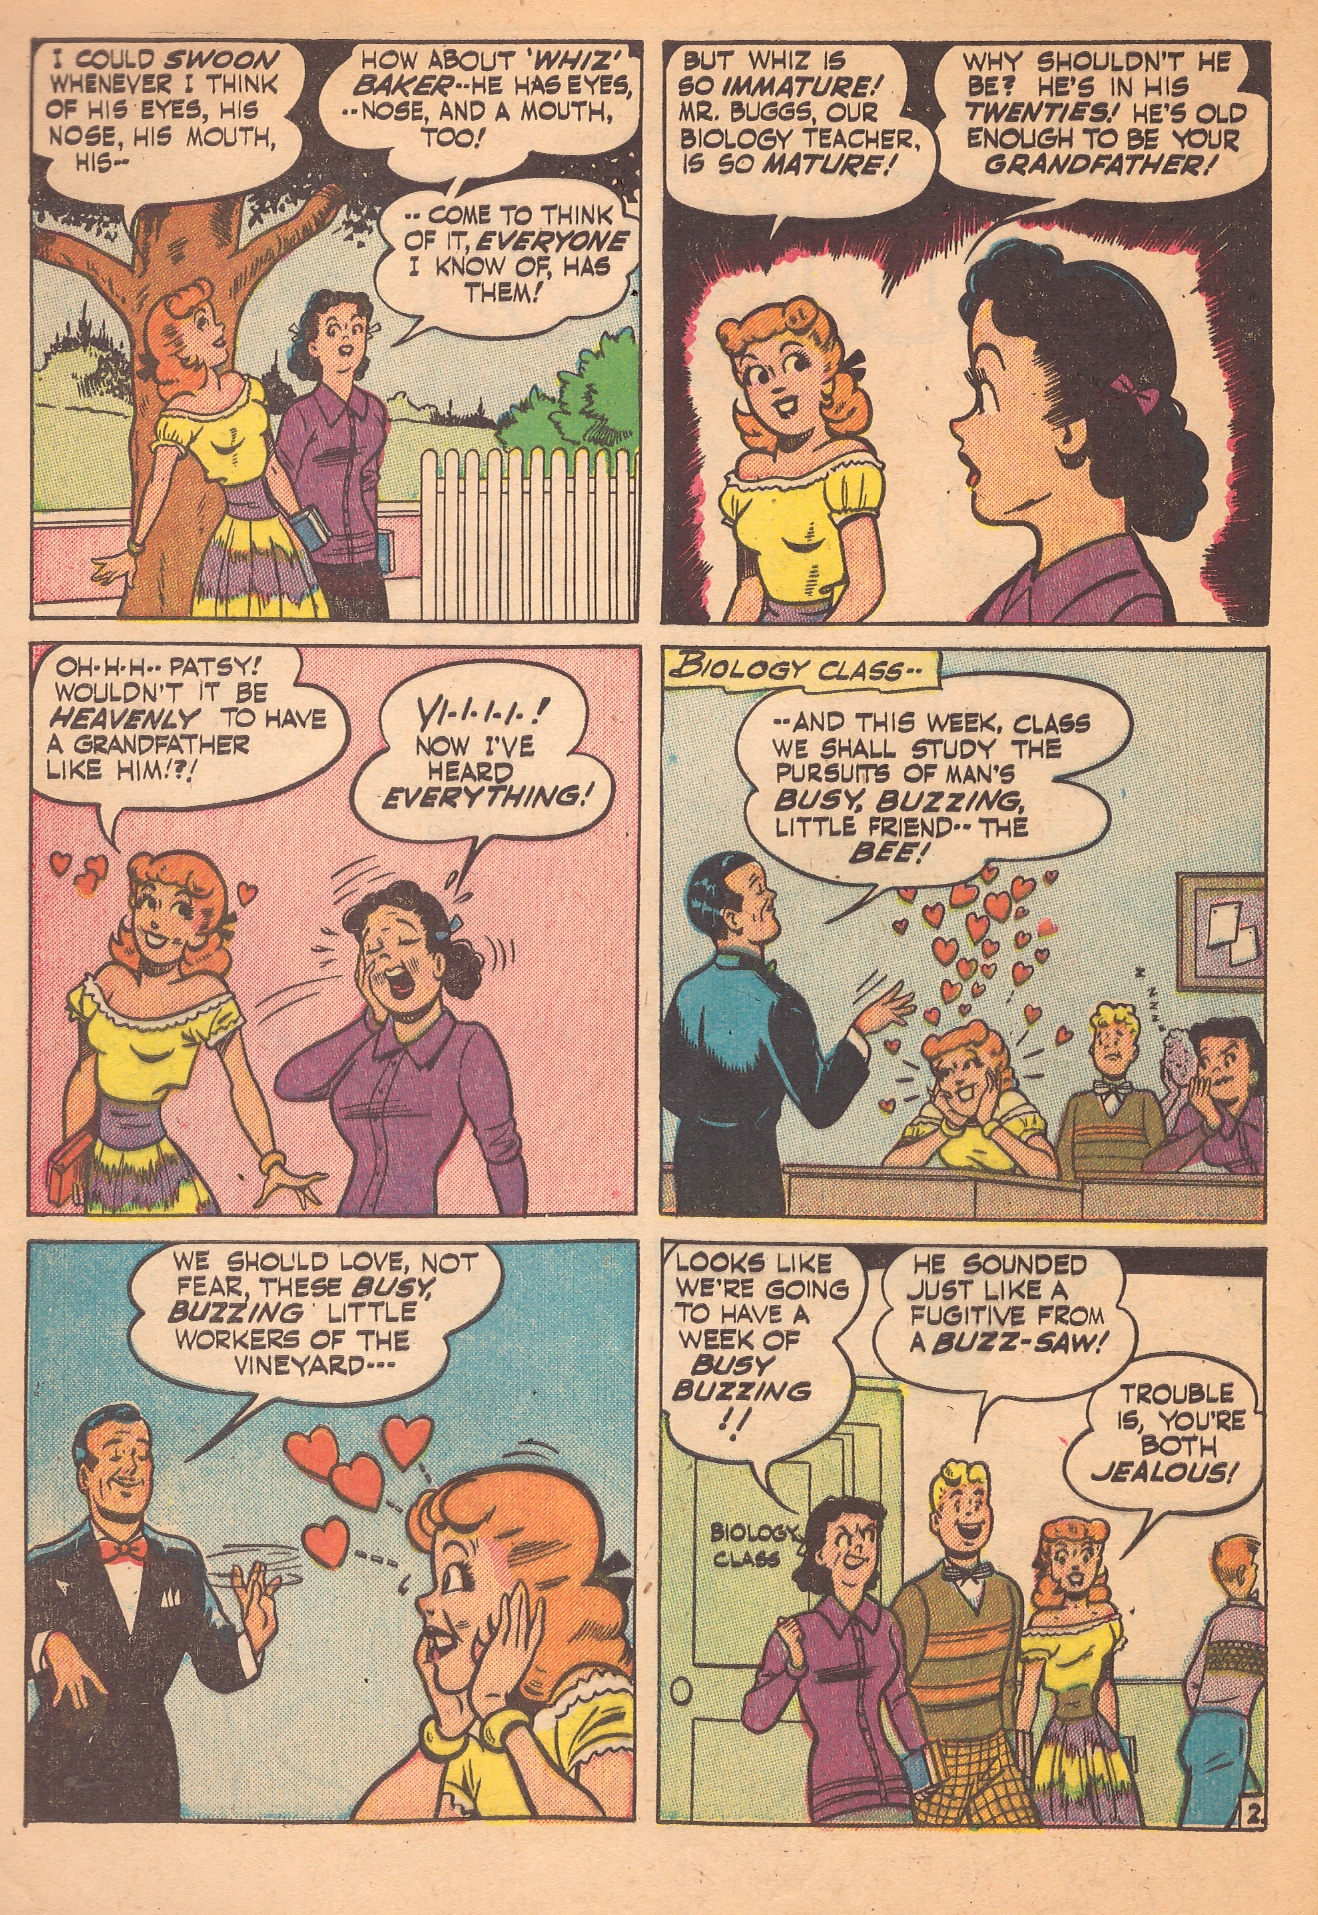 I COULD SWOON
WHENEVER I THINK
OF HIS EYES, HIS
NOSE, HIS MOUTH,
HIS--
HOW ABOUT 'WHIZ'
BAKER--HE HAS EYES,
--NOSE, AND A MOUTH,
TOO!
-- COME TO THINK
OF IT, EVERYONE
I KNOW OF, HAS
THEM!
BUT WHIZ IS
SO IMMATURE!
MR. BUGGS, OUR
BIOLOGY TEACHER,
IS SO MATURE!
WHY SHOULDN'T HE
BE? HE'S IN HIS
TWENTIES! HE'S OLD
ENOUGH TO BE YOUR
GRANDFATHER!
OH-H-H-- PATSY!
WOULDN'T IT BE
HEAVENLY TO HAVE
A GRANDFATHER
LIKE HIM!?!
YI-I-I-I-!
NOW I'VE
HEARD
EVERYTHING!
BIOLOGY CLASS--
--AND THIS WEEK, CLASS
WE SHALL STUDY THE
PURSUITS OF MAN'S
BUSY, BUZZING,
LITTLE FRIEND-- THE
BEE!
Z
Z
Z
Z
WE SHOULD LOVE, NOT
FEAR, THESE BUSY,
BUZZING LITTLE
WORKERS OF THE
VINEYARD---
LOOKS LIKE
WE'RE GOING
TO HAVE A
WEEK OF
BUSY
BUZZING
!!
HE SOUNDED
JUST LIKE A
FUGITIVE FROM
A BUZZ-SAW!
TROUBLE
IS, YOU'RE
BOTH
JEALOUS!
BIOLOGY
CLASS
2